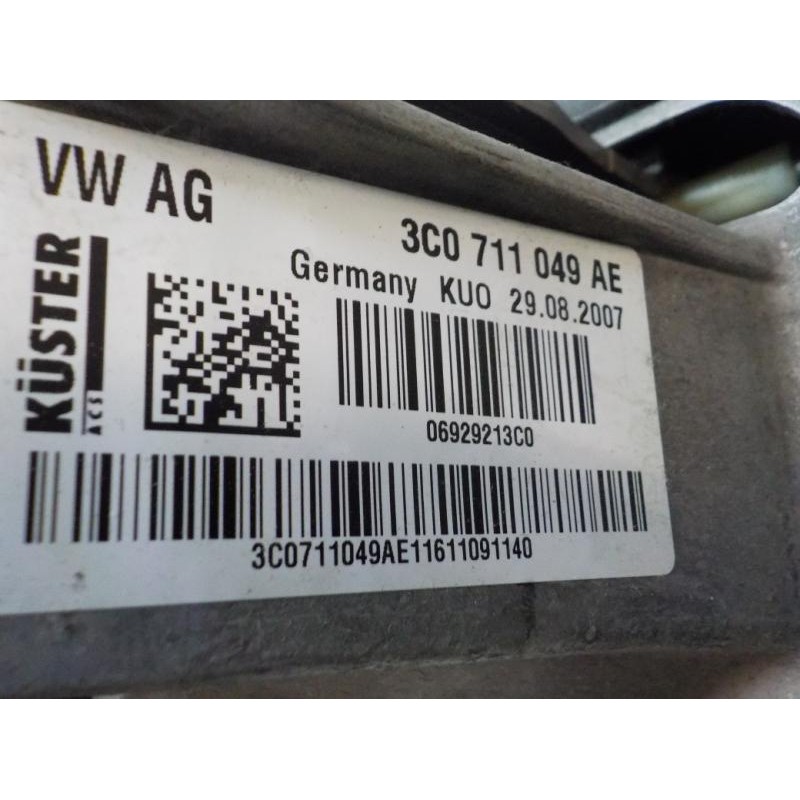 VW AG
3C0 711 049 AE
Germany KUO 29.08.2007
KÜSTER
ACS
06929213C0
3C0711049AE11611091140